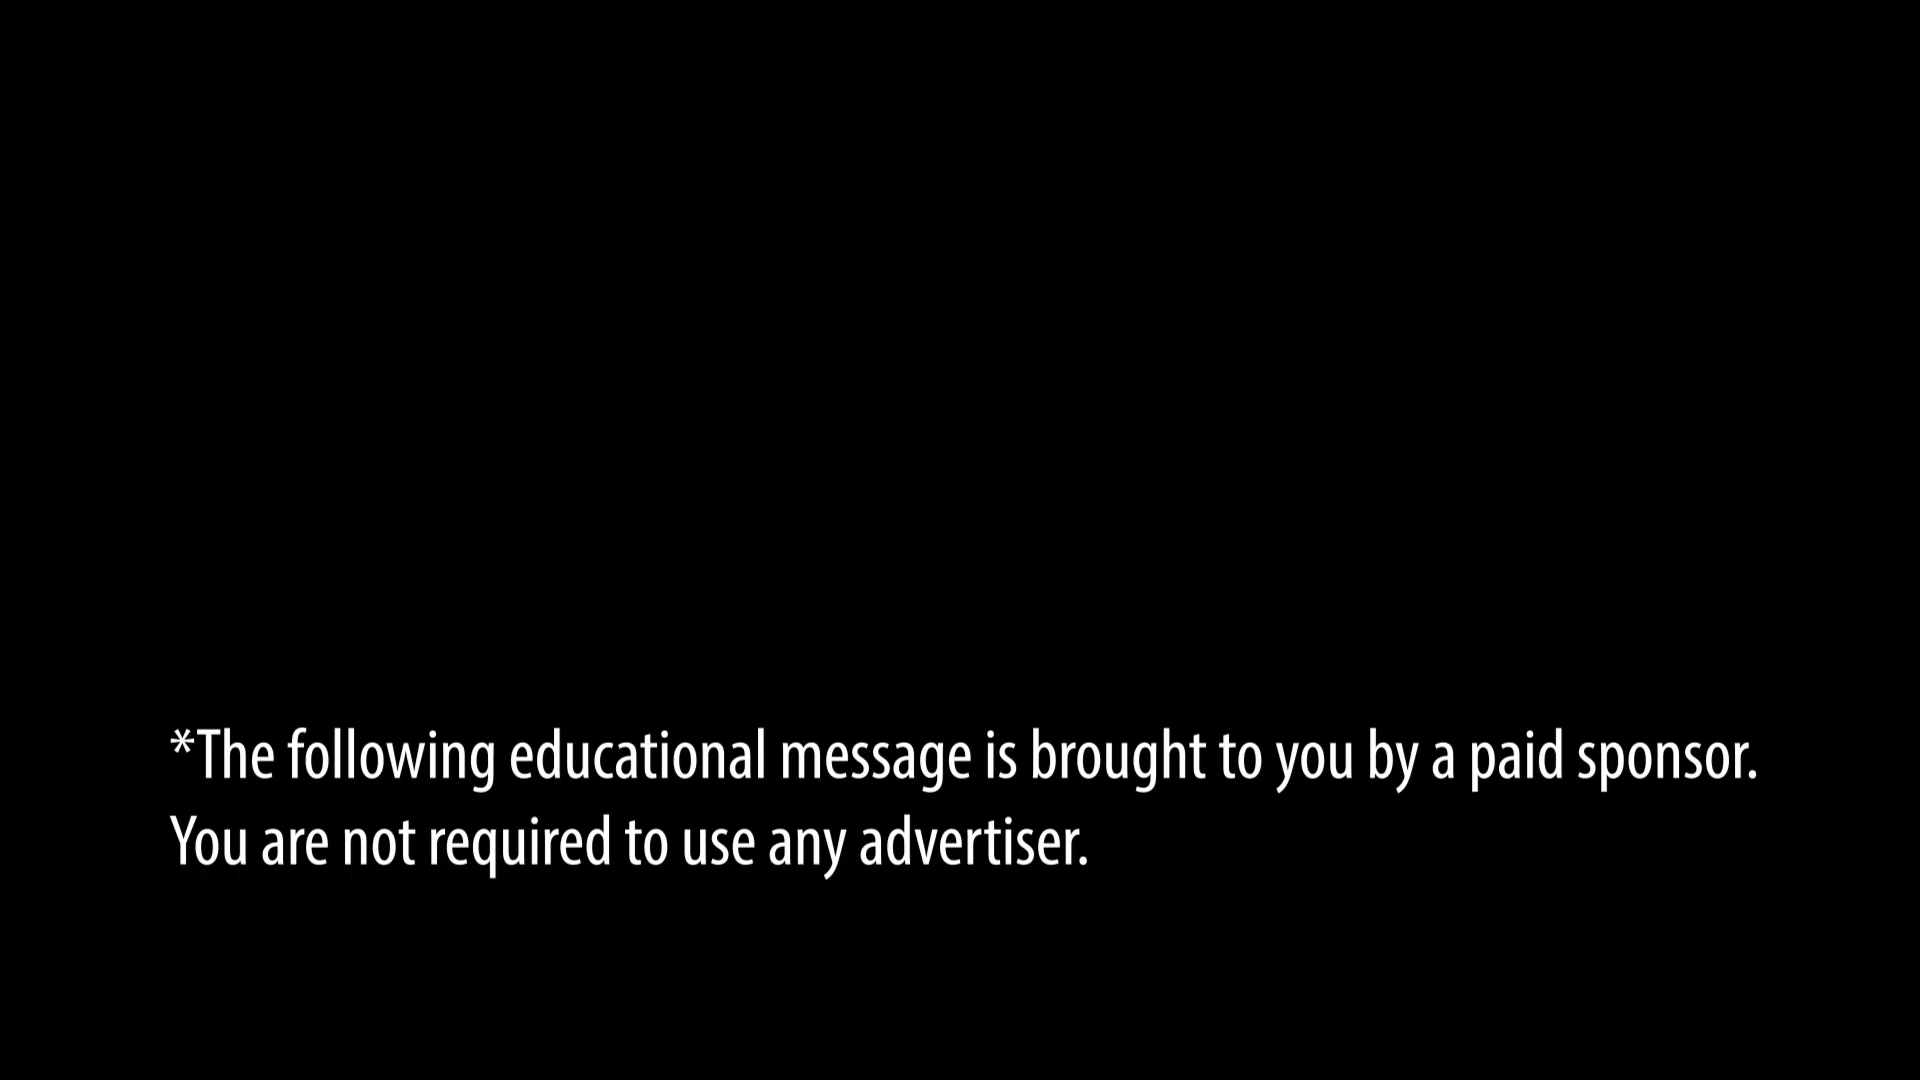 *The following educational message is brought to you by a paid sponsor.
You are not required to use any advertiser.